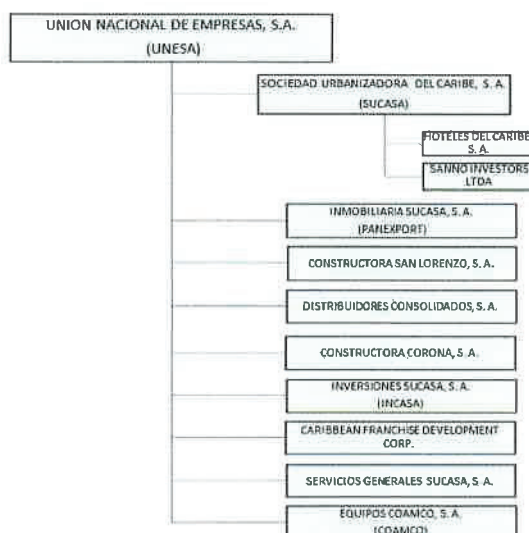 UNION NACIONAL DE EMPRESAS, S.A.
(UNESA)
SOCIEDAD URBANIZADORA DEL CARIBE, S. A.
(SUCASA)
HOTELES DEL CARIBE
S. A.
SANNO INVESTORS
LTDA
INMOBILIARIA SUCASA, S. A.
(PANEXPORT)
CONSTRUCTORA SAN LORENZO, S. A.
DISTRIBUIDORES CONSOLIDADOS, S. A.
CONSTRUCTORA CORONA, S. A.
INVERSIONES SUCASA, S. A.
(INCASA)
CARIBBEAN FRANCHISE DEVELOPMENT
CORP.
SERVICIOS GENERALES SUCASA, S. A.
EQUIPOS COAMCO, S. A.
(COAMCO)